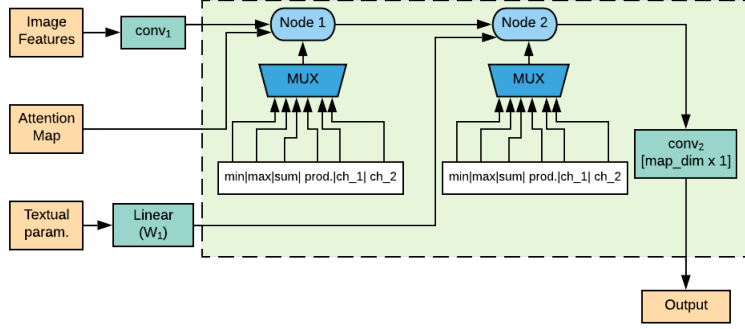 Image
Features
conv1
Node 1
Node 2
MUX
MUX
Attention
Map
min|max|sum| prod.|ch_1| ch_2
min|max|sum| prod.|ch_1| ch_2
conv2
[map_dim x 1]
Textual
param.
Linear
(W1)
Output